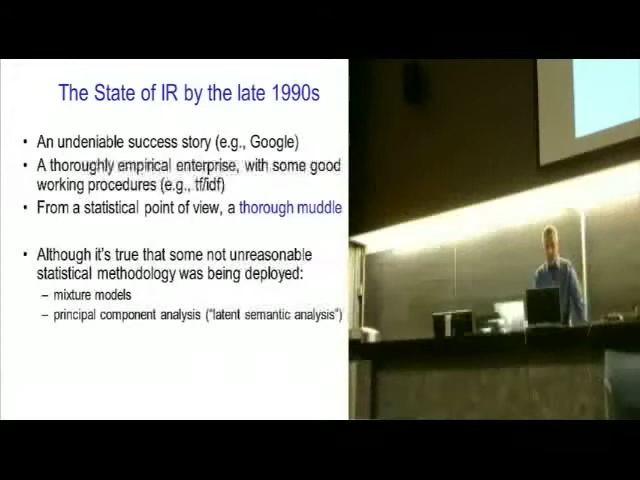 The State of IR by the late 1990s
• An undeniable success story (e.g., Google)
• A thoroughly empirical enterprise, with some good
working procedures (e.g., tf/idf)
• From a statistical point of view, a thorough muddle
• Although it's true that some not unreasonable
statistical methodology was being deployed:
– mixture models
– principal component analysis ("latent semantic analysis")